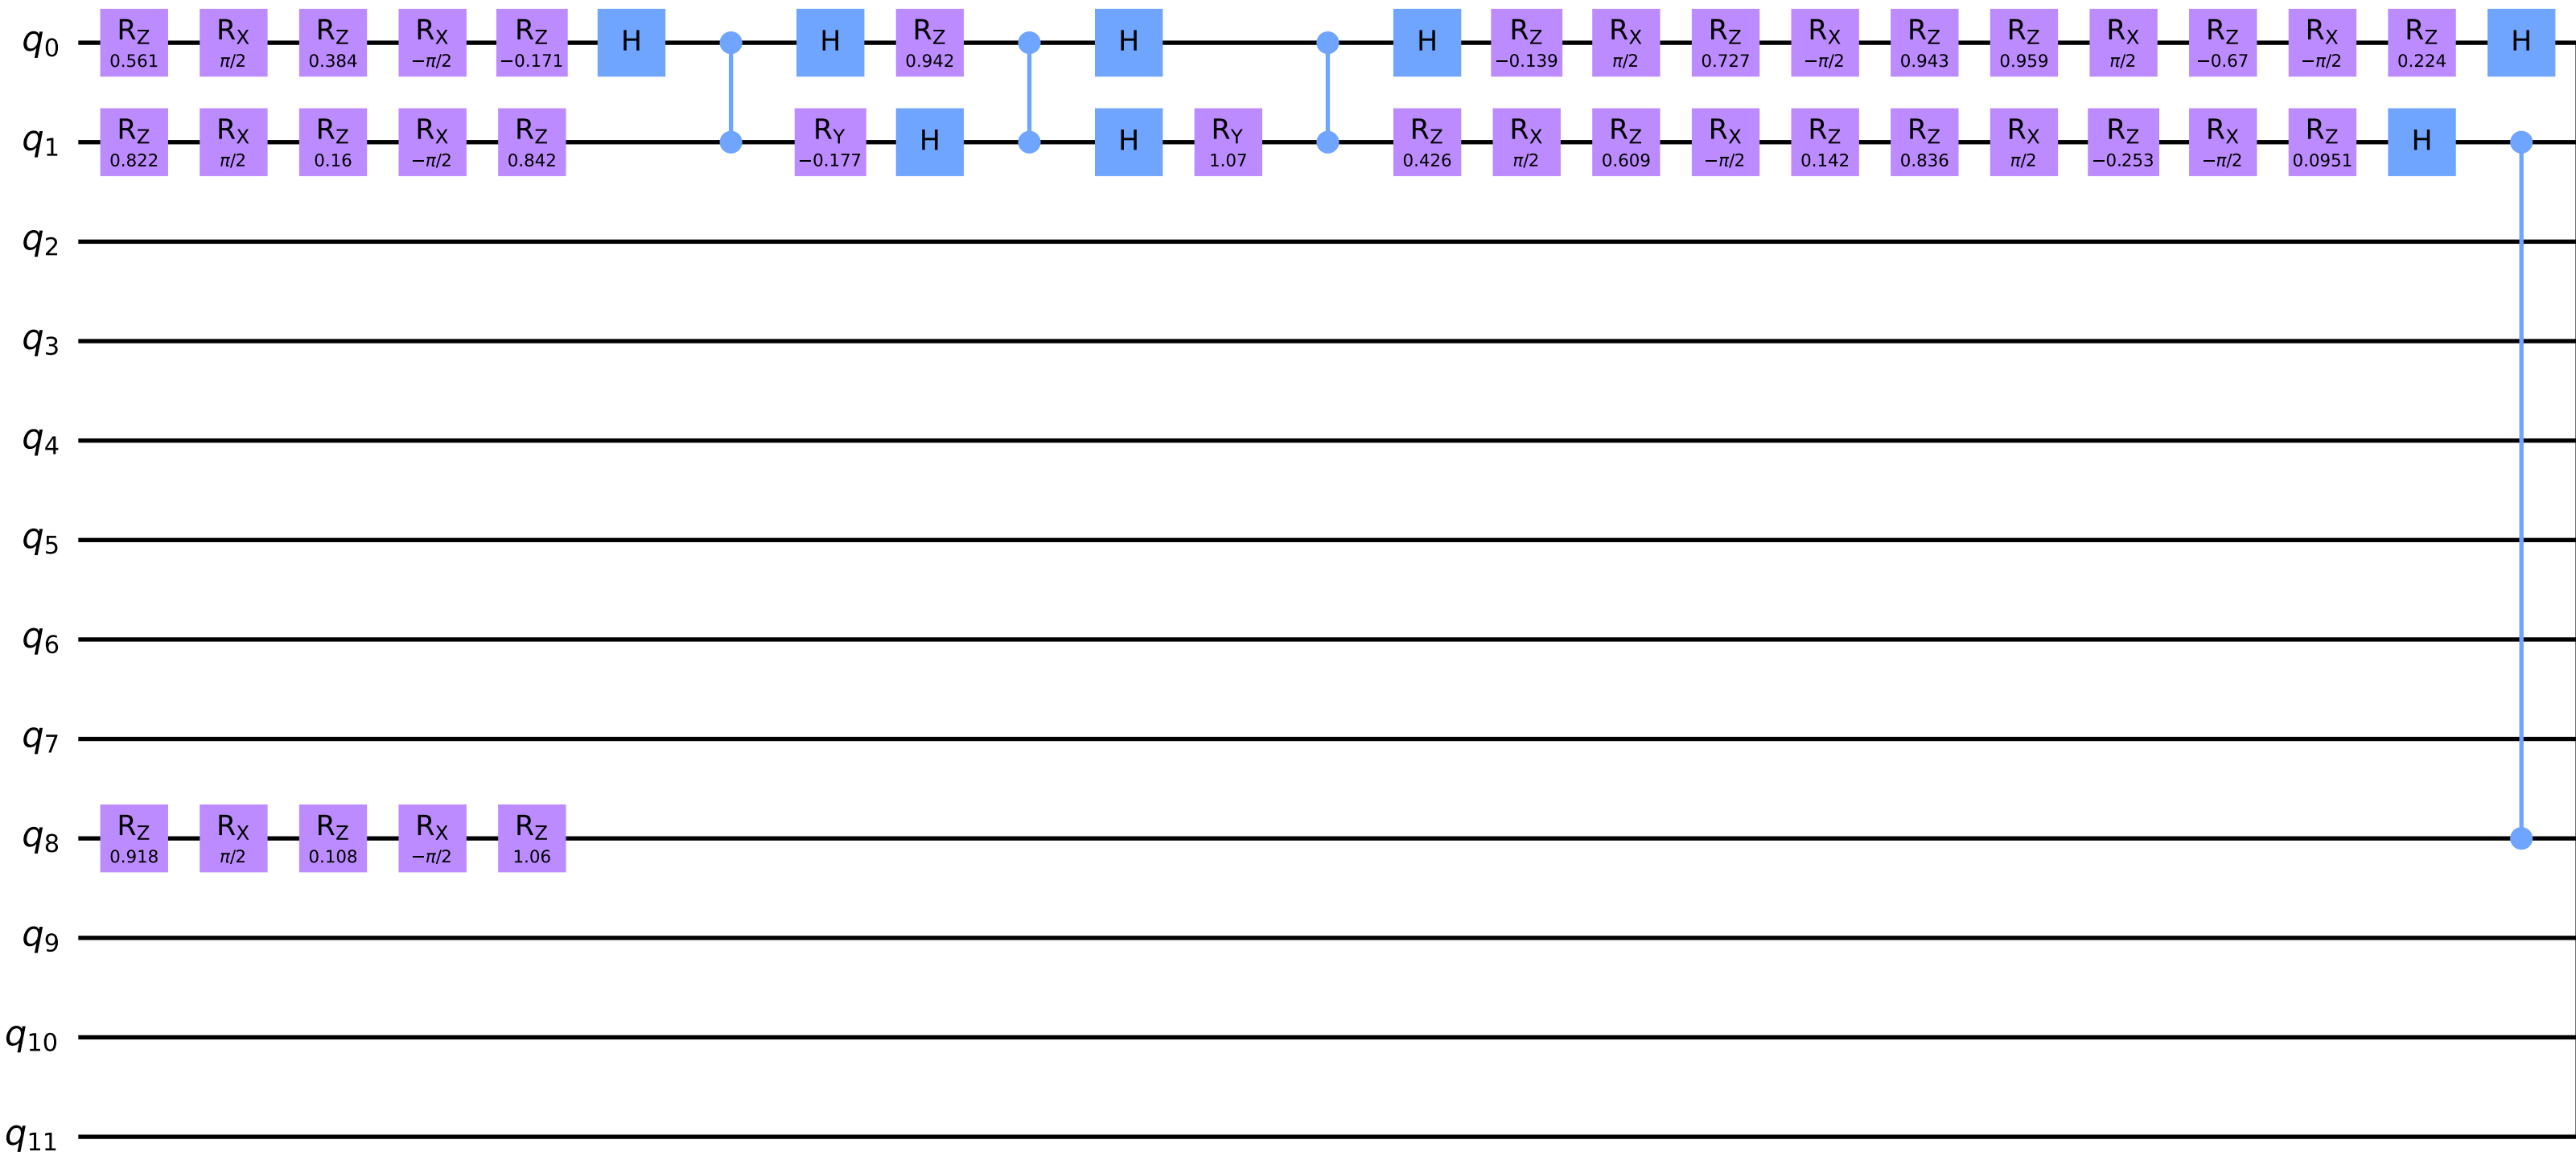 q0 RZ RX RZ RX RZ H H RZ H H RZ RX RZ RX RZ RZ RX RZ RX RZ H
0.561 π/2 0.384 −π/2 −0.171 0.942 −0.139 π/2 0.727 −π/2 0.943 0.959 π/2 −0.67 −π/2 0.224
q1 RZ RX RZ RX RZ RY H H RY RZ RX RZ RX RZ RZ RX RZ RX RZ H
0.822 π/2 0.16 −π/2 0.842 −0.177 1.07 0.426 π/2 0.609 −π/2 0.142 0.836 π/2 −0.253 −π/2 0.0951
q2
q3
q4
q5
q6
q7
q8 RZ RX RZ RX RZ
0.918 π/2 0.108 −π/2 1.06
q9
q10
q11